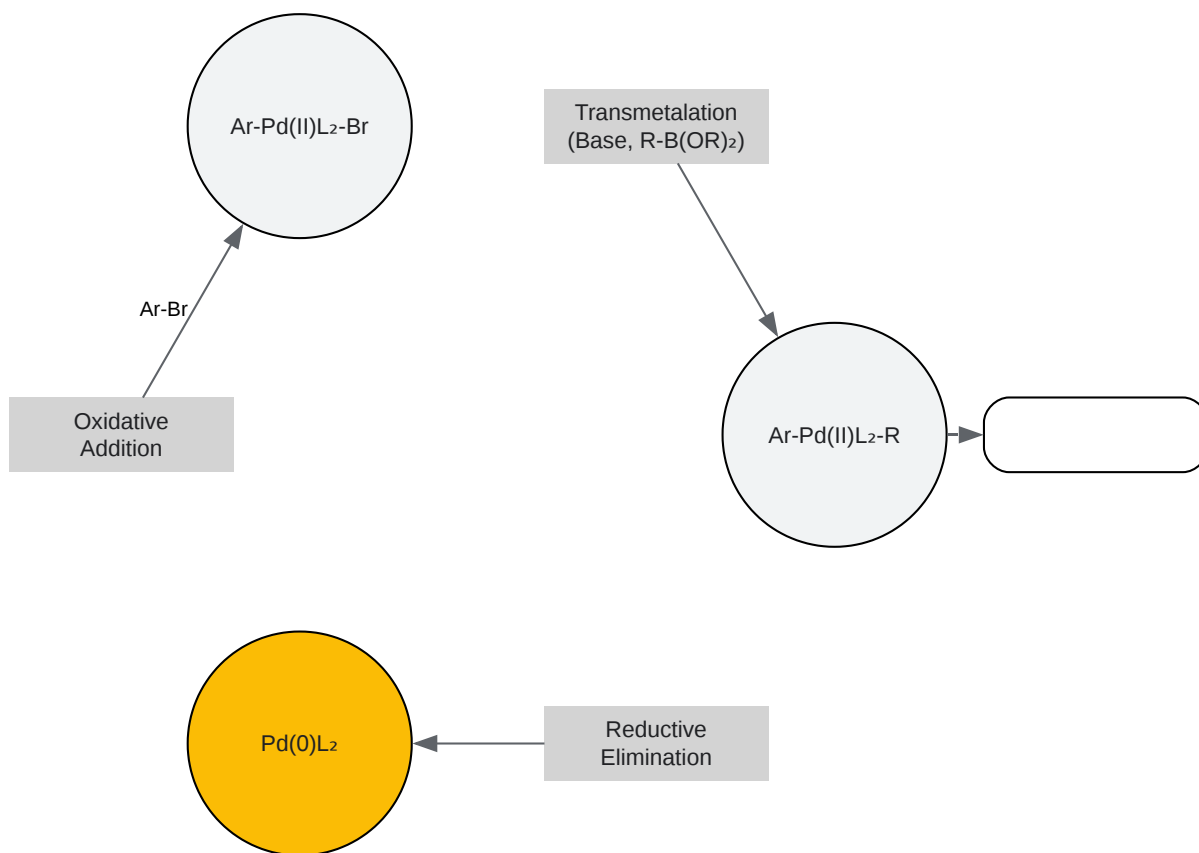 Ar-Pd(II)L₂-Br
Transmetalation
(Base, R-B(OR)₂)
Ar-Br
Oxidative
Addition
Ar-Pd(II)L₂-R
Pd(0)L₂
Reductive
Elimination